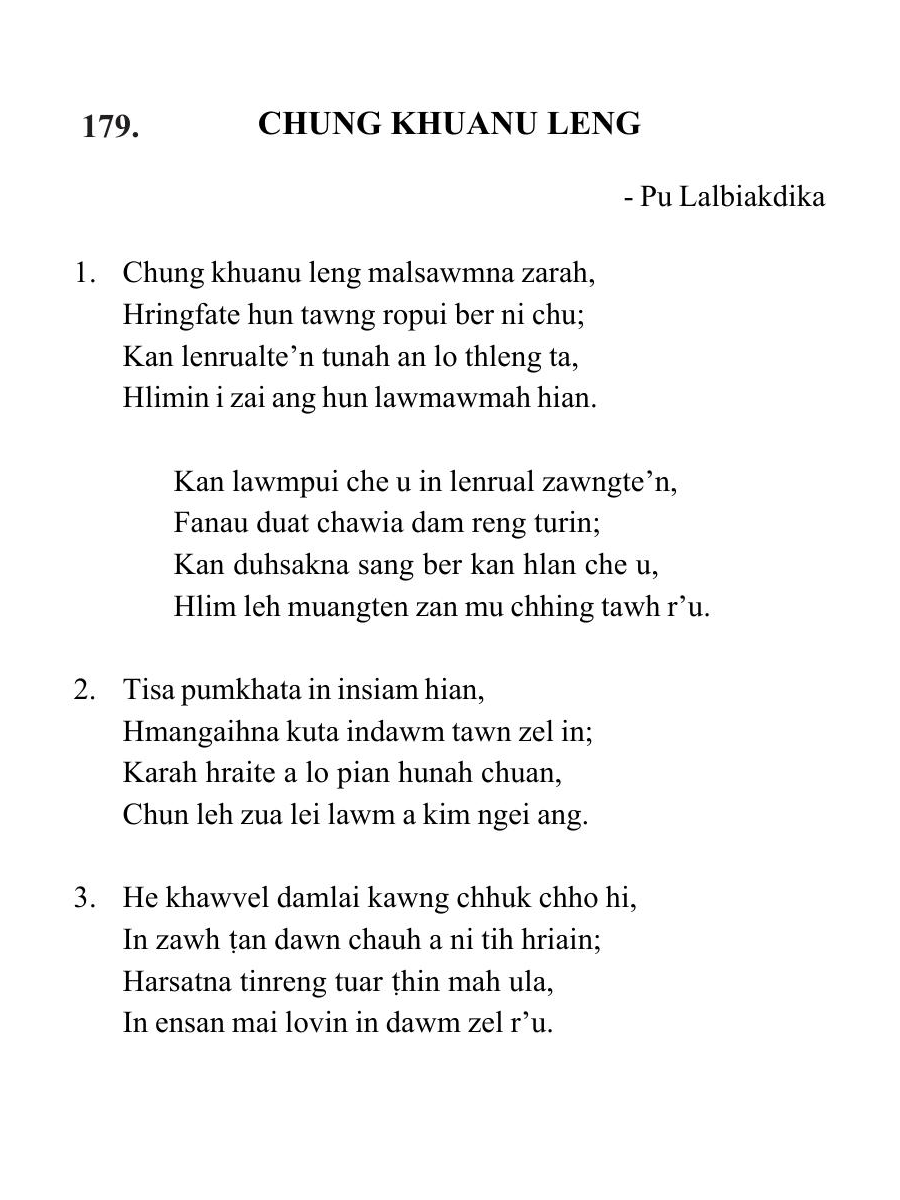 179. CHUNG KHUANU LENG
- Pu Lalbiakdika
1. Chung khuanu leng malsawmna zarah,
Hringfate hun tawng ropui ber ni chu;
Kan lenrualte’n tunah an lo thleng ta,
Hlimin i zai ang hun lawmawmah hian.
Kan lawmpui che u in lenrual zawngte’n,
Fanau duat chawia dam reng turin;
Kan duhsakna sang ber kan hlan che u,
Hlim leh muangten zan mu chhing tawh r’u.
2. Tisa pumkhata in insiam hian,
Hmangaihna kuta indawm tawn zel in;
Karah hraite a lo pian hunah chuan,
Chun leh zua lei lawm a kim ngei ang.
3. He khawvel damlai kawng chhuk chho hi,
In zawh ṭan dawn chauh a ni tih hriain;
Harsatna tinreng tuar ṭhin mah ula,
In ensan mai lovin in dawm zel r’u.